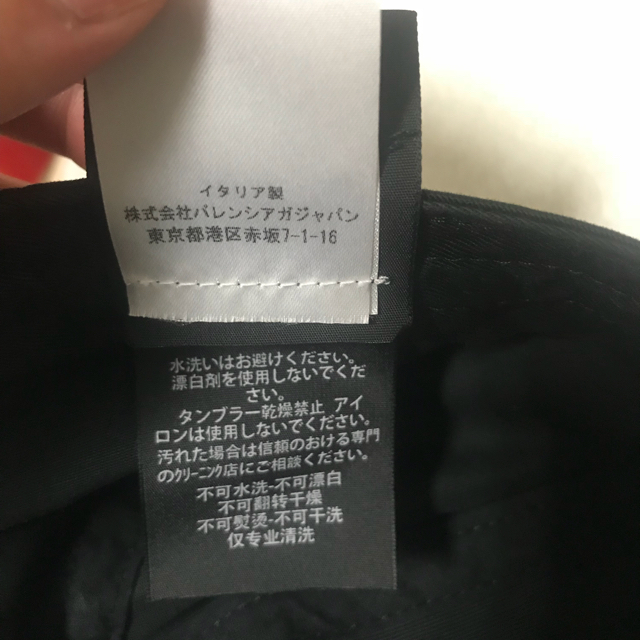 イタリア製
株式会社バレンシアガジャパン
東京都港区赤坂7-1-16
水洗いはお避けください。
漂白剤を使用しないでくだ
さい。
タンブラー乾燥禁止 アイ
ロンは使用しないでください。
汚れた場合は信頼のおける専門
のクリーニング店にご相談ください。
不可水洗-不可漂白
不可翻转干燥
不可熨烫-不可干洗
仅专业清洗